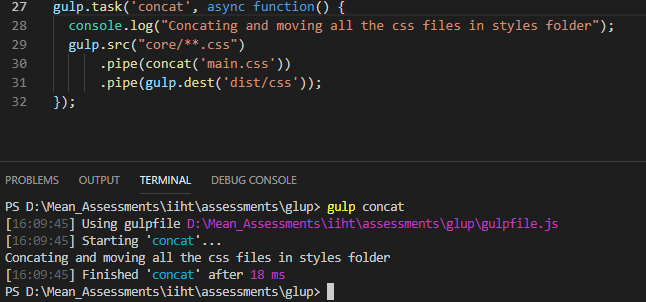 27 gulp.task('concat', async function() {
28 console.log("Concating and moving all the css files in styles folder");
29 gulp.src("core/**.css")
30 .pipe(concat('main.css'))
31 .pipe(gulp.dest('dist/css'));
32 });
PROBLEMS OUTPUT TERMINAL DEBUG CONSOLE
PS D:\Mean_Assessments\iiht\assessments\glup> gulp concat
[16:09:45] Using gulpfile D:\Mean_Assessments\iiht\assessments\glup\gulpfile.js
[16:09:45] Starting 'concat'...
Concating and moving all the css files in styles folder
[16:09:45] Finished 'concat' after 18 ms
PS D:\Mean_Assessments\iiht\assessments\glup>